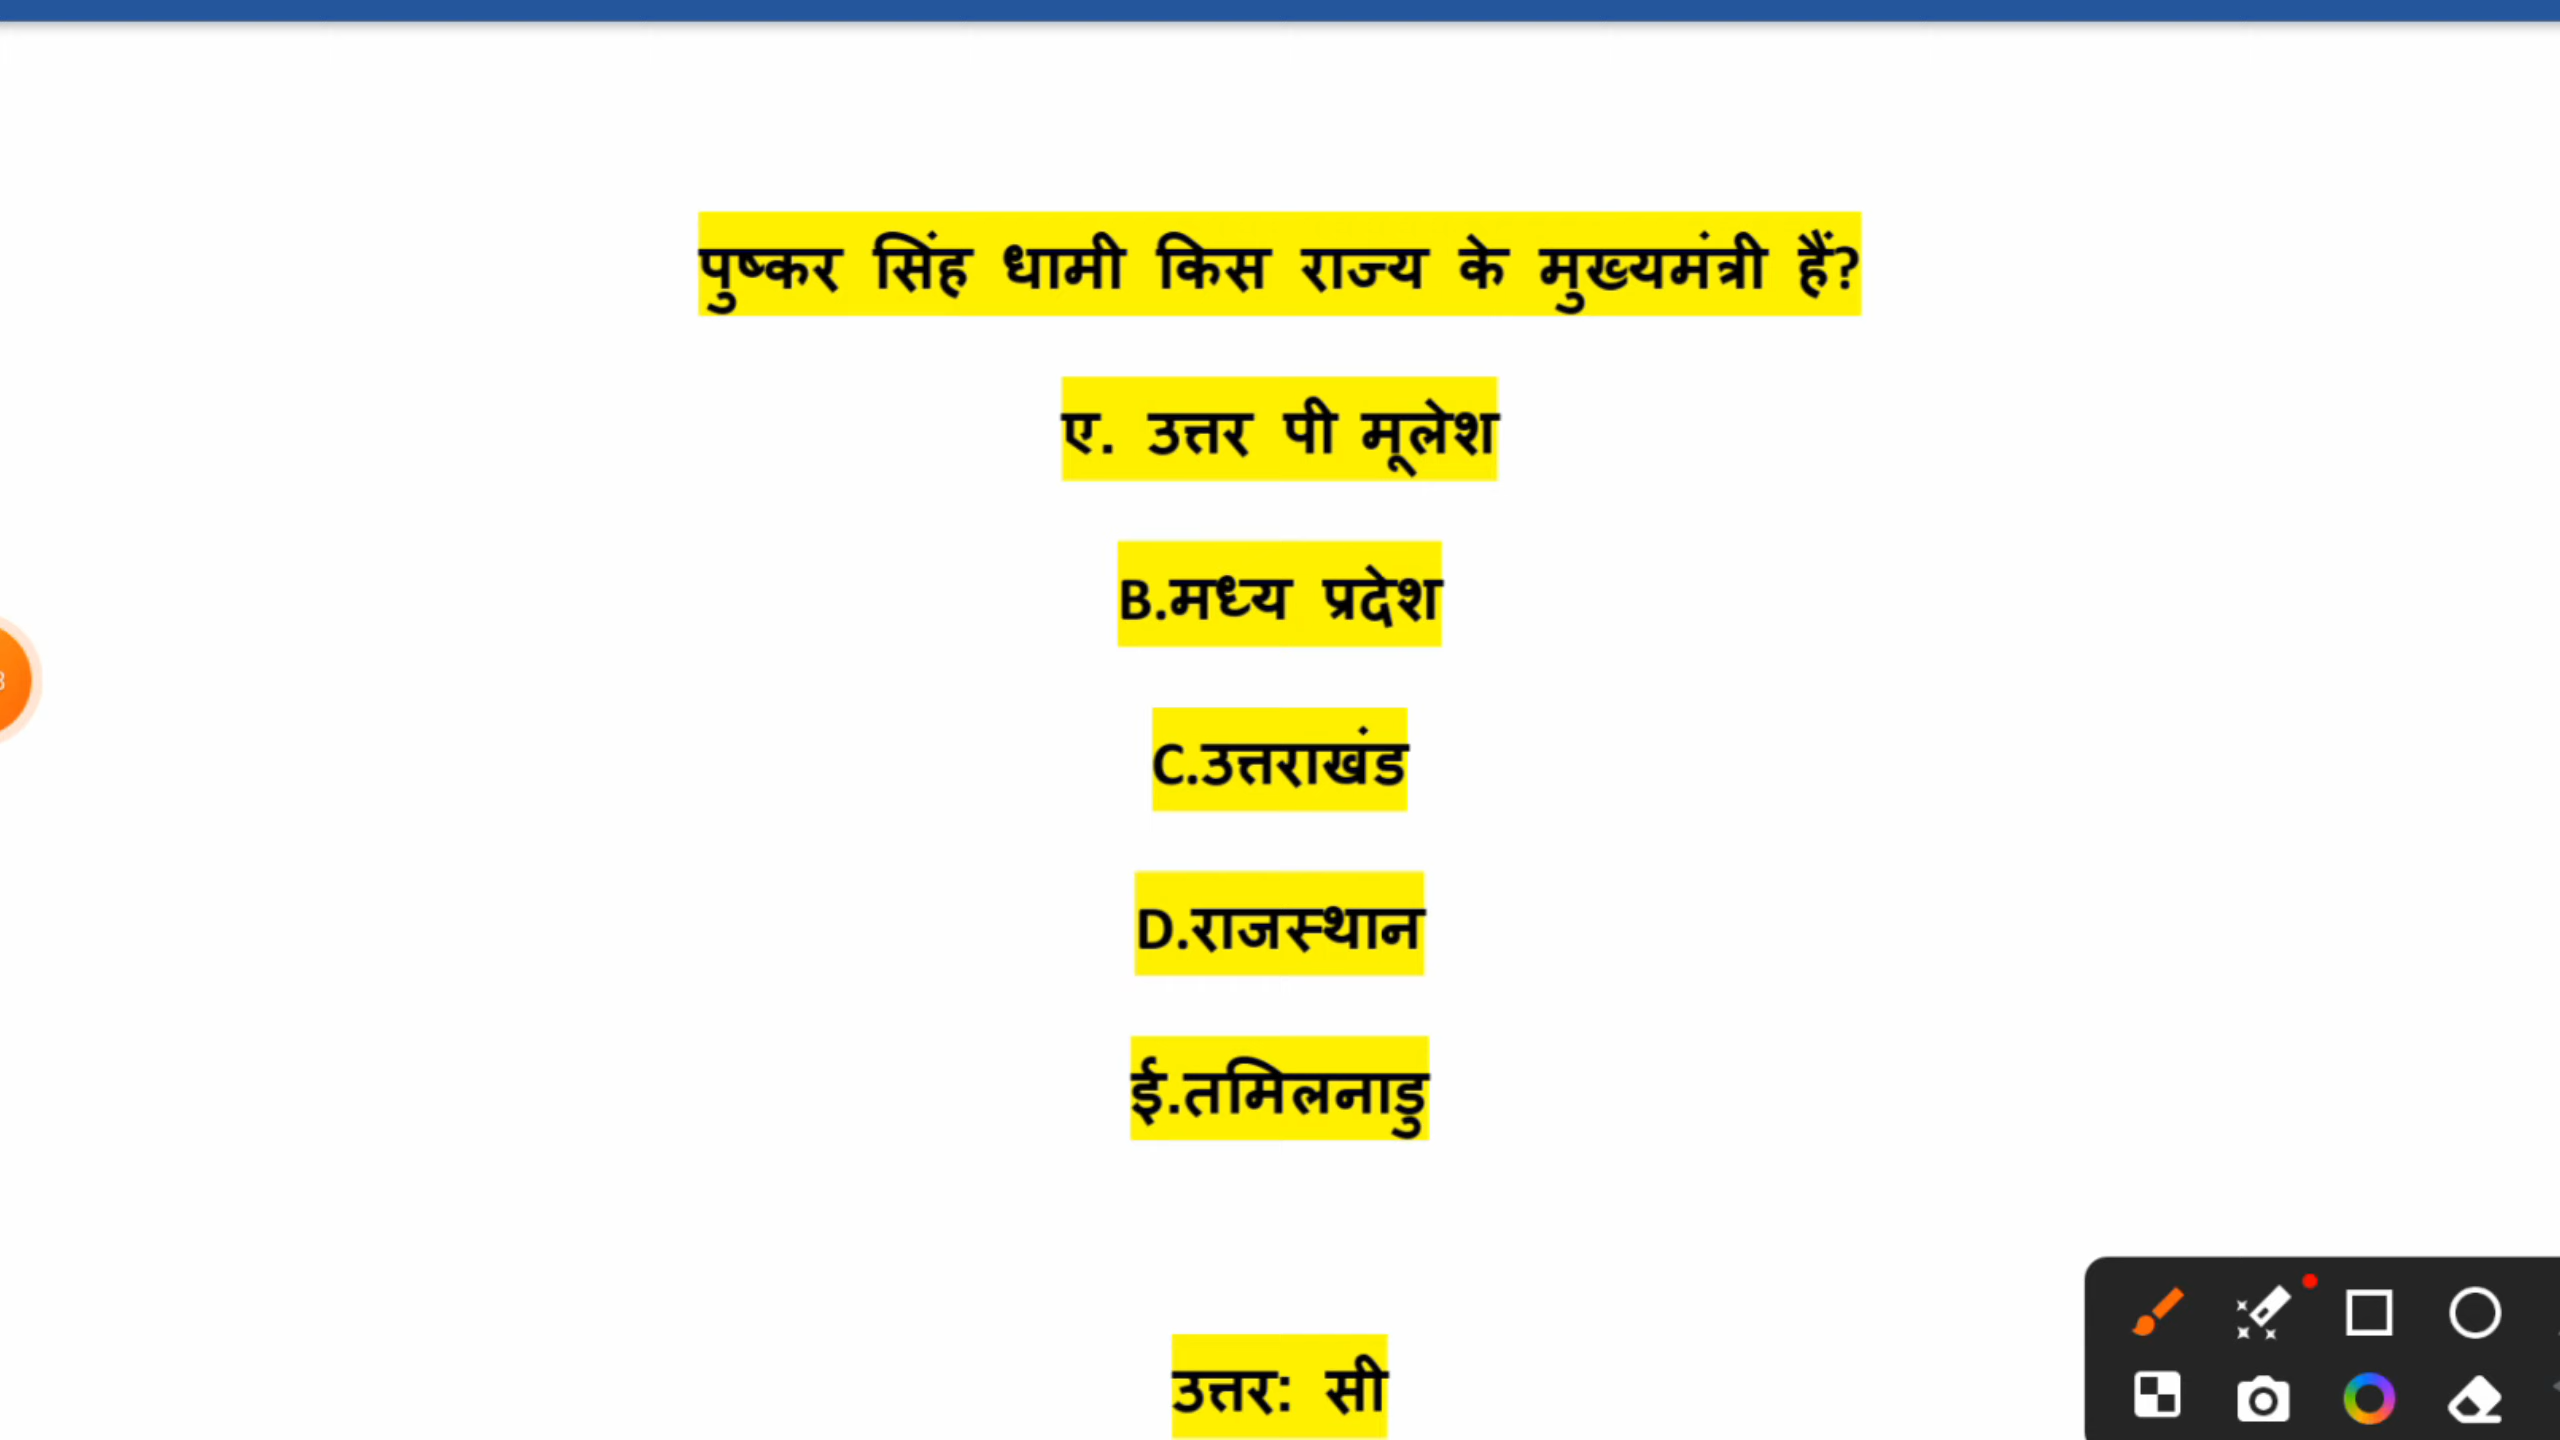 पुष्कर सिंह धामी किस राज्य के मुख्यमंत्री हैं?
ए. उत्तर पी मूलेश
B.मध्य प्रदेश
C.उत्तराखंड
D.राजस्थान
ई.तमिलनाडु
उत्तर: सी